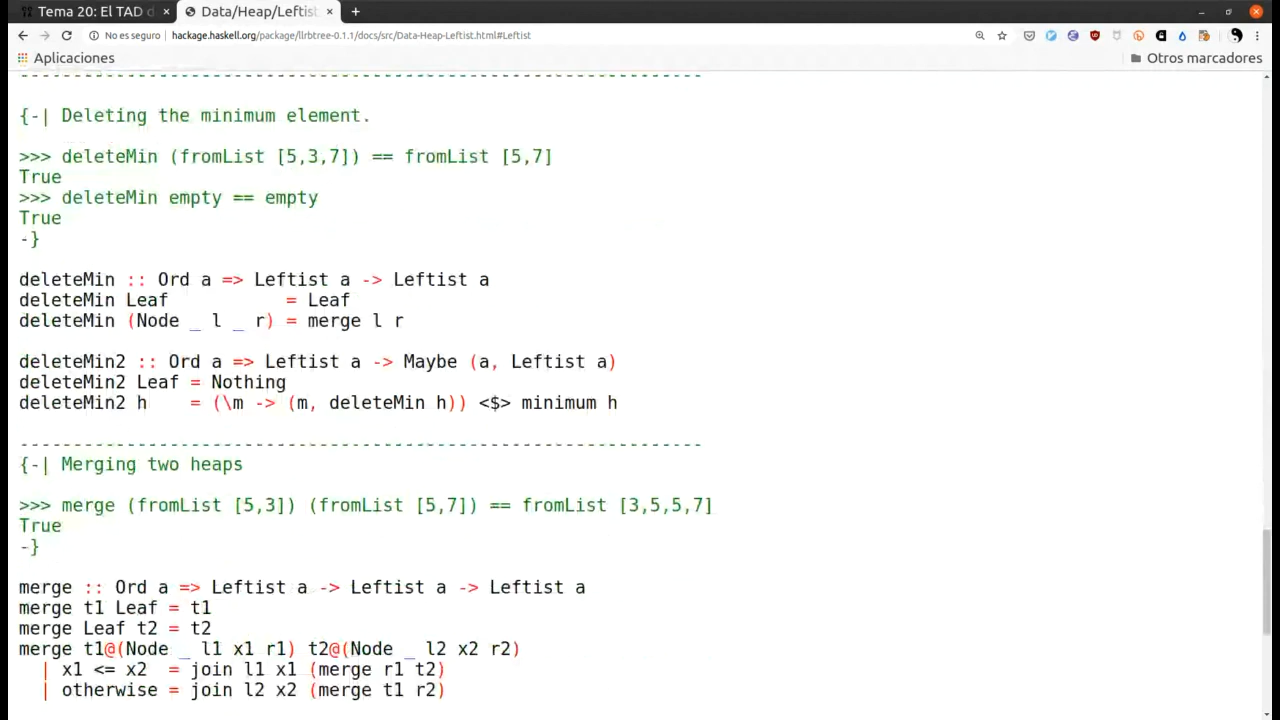 Tema 20: El TAD d
Data/Heap/Leftist
No es seguro | hackage.haskell.org/package/llrbtree-0.1.1/docs/src/Data-Heap-Leftist.html#Leftist
Aplicaciones
Otros marcadores
----------------------------------------------------------------
{-| Deleting the minimum element.
>>> deleteMin (fromList [5,3,7]) == fromList [5,7]
True
>>> deleteMin empty == empty
True
-}
deleteMin :: Ord a => Leftist a -> Leftist a
deleteMin Leaf           = Leaf
deleteMin (Node _ l _ r) = merge l r
deleteMin2 :: Ord a => Leftist a -> Maybe (a, Leftist a)
deleteMin2 Leaf = Nothing
deleteMin2 h    = (\m -> (m, deleteMin h)) <$> minimum h
----------------------------------------------------------------
{-| Merging two heaps
>>> merge (fromList [5,3]) (fromList [5,7]) == fromList [3,5,5,7]
True
-}
merge :: Ord a => Leftist a -> Leftist a -> Leftist a
merge t1 Leaf = t1
merge Leaf t2 = t2
merge t1@(Node _ l1 x1 r1) t2@(Node _ l2 x2 r2)
  | x1 <= x2  = join l1 x1 (merge r1 t2)
  | otherwise = join l2 x2 (merge t1 r2)